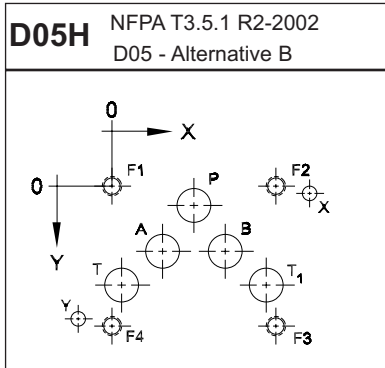 D05H
NFPA T3.5.1 R2-2002
D05 - Alternative B
0
X
0
F1
F2
P
X
A
B
Y
T
T1
Y
F4
F3